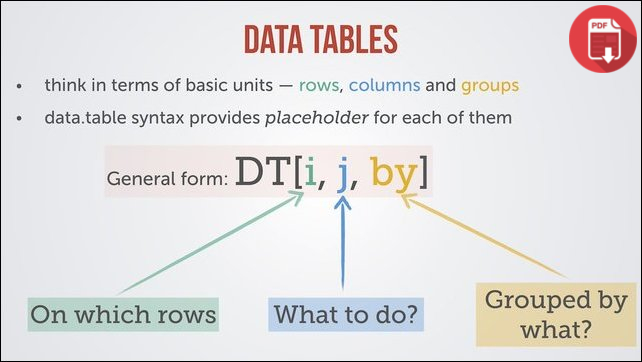 DATA TABLES
PDF
• think in terms of basic units — rows, columns and groups
• data.table syntax provides placeholder for each of them
General form: DT[i, j, by]
On which rows
What to do?
Grouped by
what?